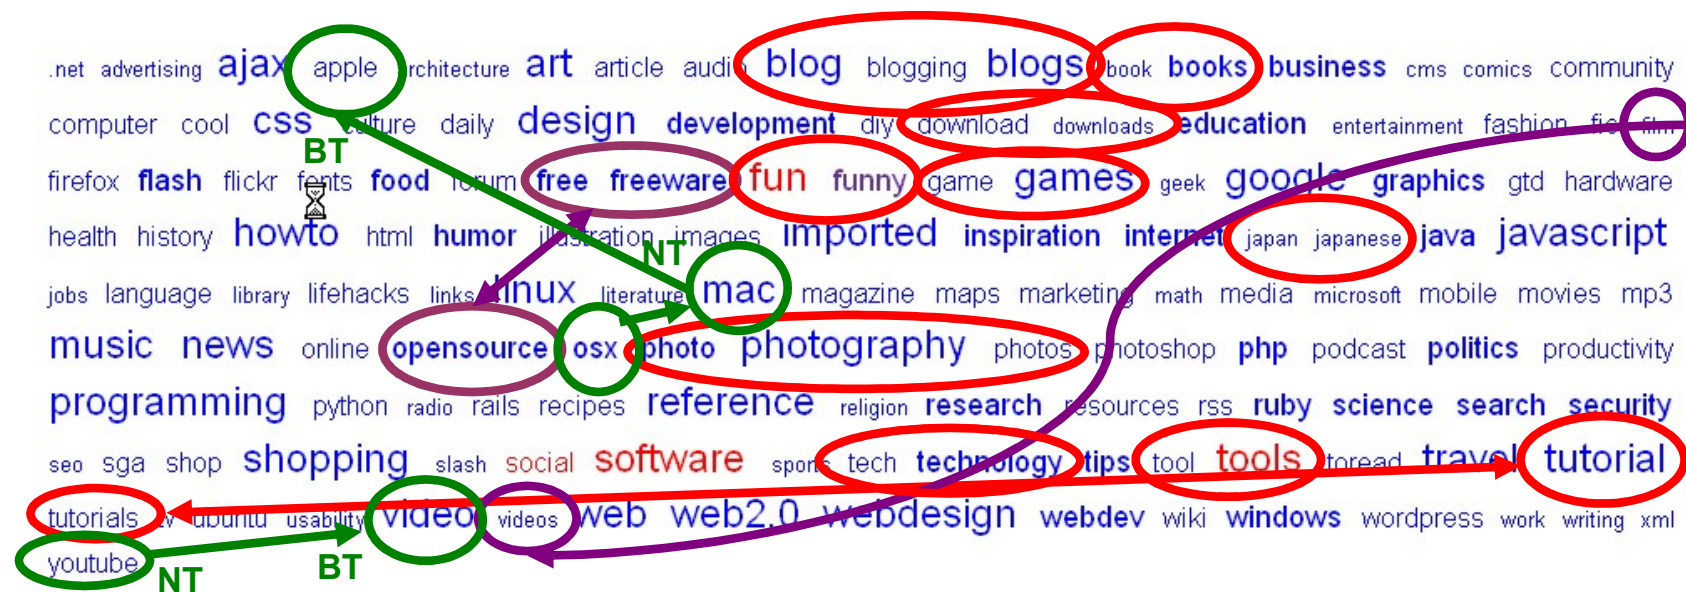 .net advertising ajax apple architecture art article audio blog blogging blogs book books business cms comics community
computer cool css culture daily design development diy download downloads education entertainment fashion fic film
BT
firefox flash flickr fonts food forum free freeware fun funny game games geek google graphics gtd hardware
health history howto html humor illustration images imported inspiration internet japan japanese java javascript
NT
jobs language library lifehacks links linux literature mac magazine maps marketing math media microsoft mobile movies mp3
music news online opensource osx photo photography photos photoshop php podcast politics productivity
programming python radio rails recipes reference religion research resources rss ruby science search security
seo sga shop shopping slash social software sports tech technology tips tool tools toread travel tutorial
tutorials tv ubuntu usability video videos web web2.0 webdesign webdev wiki windows wordpress work writing xml
youtube
NT BT